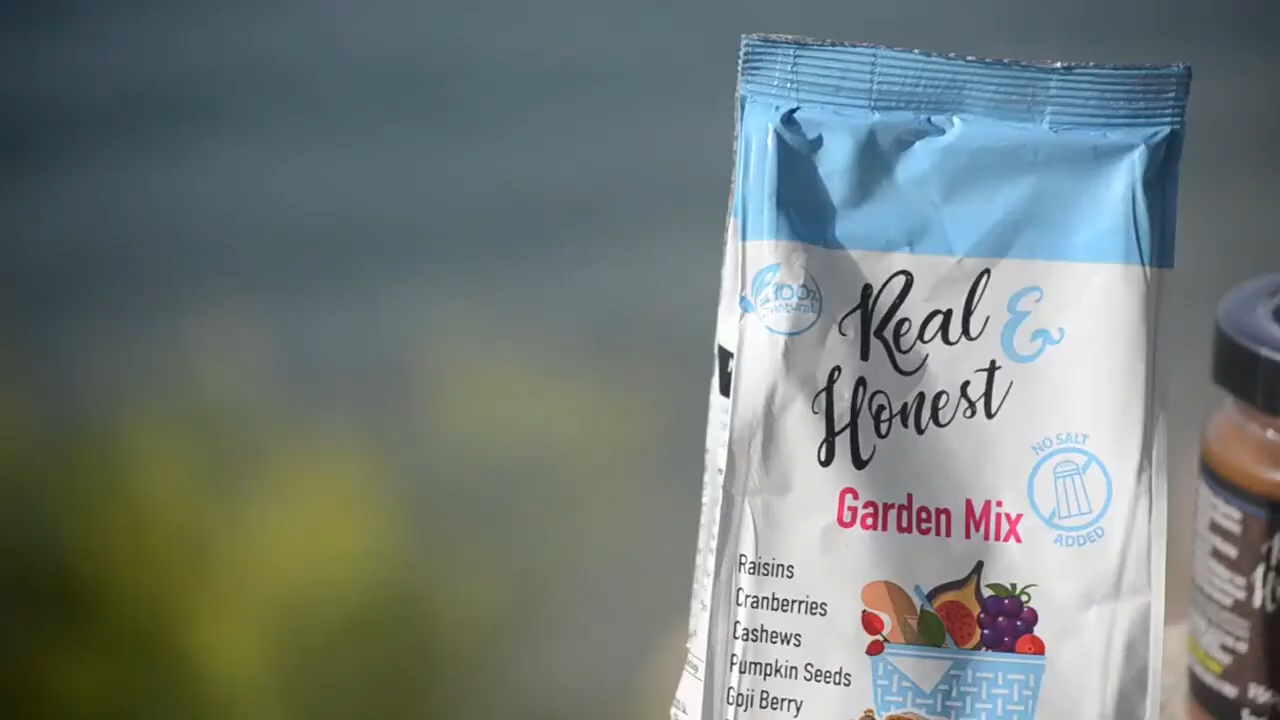 100%
natural
Real &
Honest
NO SALT
ADDED
Garden Mix
Raisins
Cranberries
Cashews
Pumpkin Seeds
Goji Berry